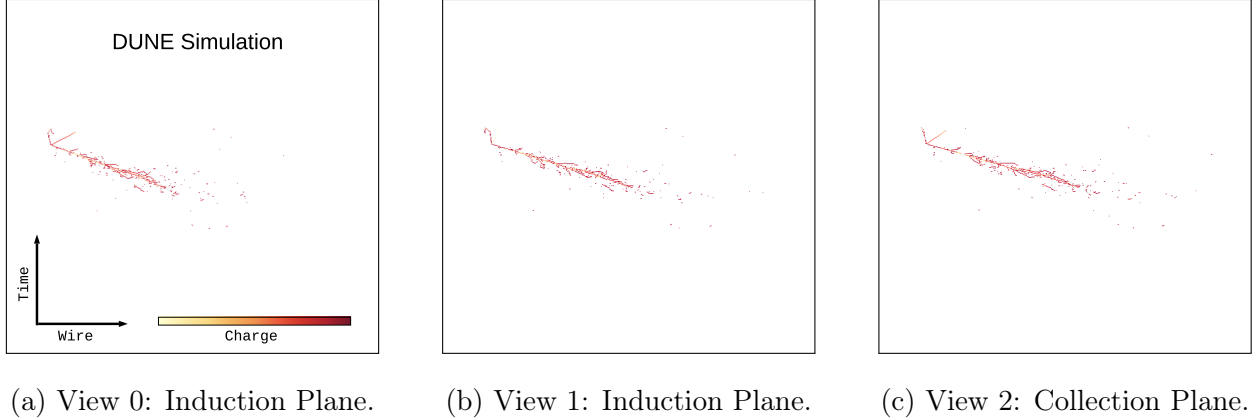 DUNE Simulation
Time
Wire
Charge
(a) View 0: Induction Plane.
(b) View 1: Induction Plane.
(c) View 2: Collection Plane.